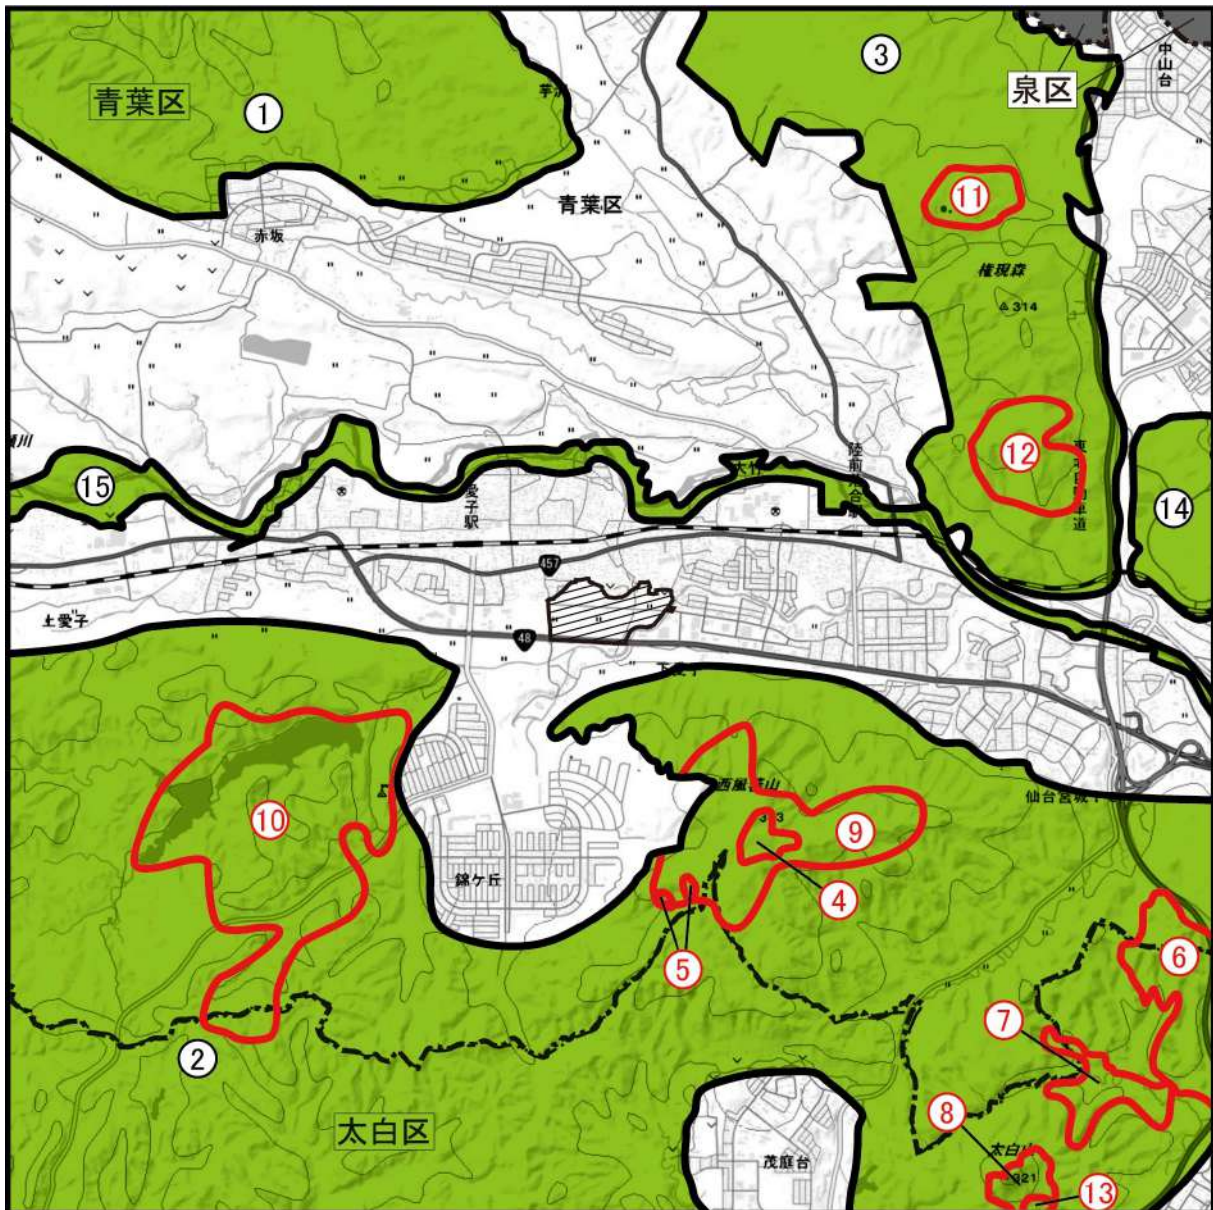 ③
中山台
芋沢
泉区
青葉区
①
⑪
青葉区
赤坂
権現森
314
⑫
東北自動車道
陸前落合駅
⑮
大竹
愛子駅
⑭
457
上愛子
48
下愛子
西風蕃山
仙台宮城
⑩
⑨
錦ケ丘
④
⑥
⑤
⑦
②
⑧
太白区
太白山
茂庭台
321
⑬